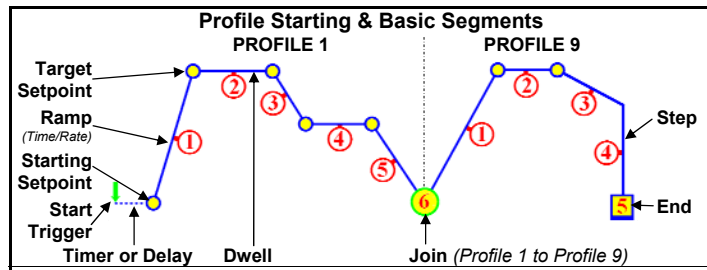 Profile Starting & Basic Segments
PROFILE 1
PROFILE 9
Target
Setpoint
2
2
3
3
Ramp
(Time/Rate)
Step
1
4
1
4
Starting
Setpoint
5
6
5
End
Start
Trigger
Timer or Delay
Dwell
Join (Profile 1 to Profile 9)